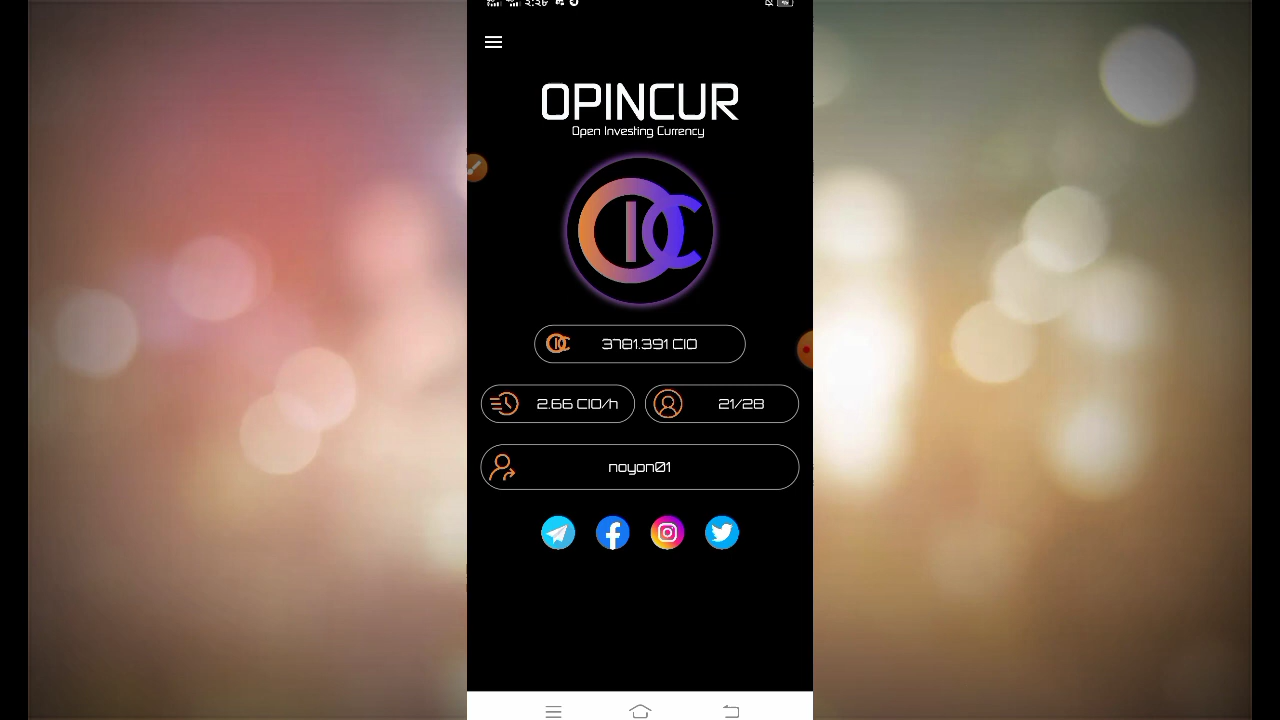 OPINCUR
Open Investing Currency
3781.391 CIO
2.66 CIO/h
21/28
noyon01